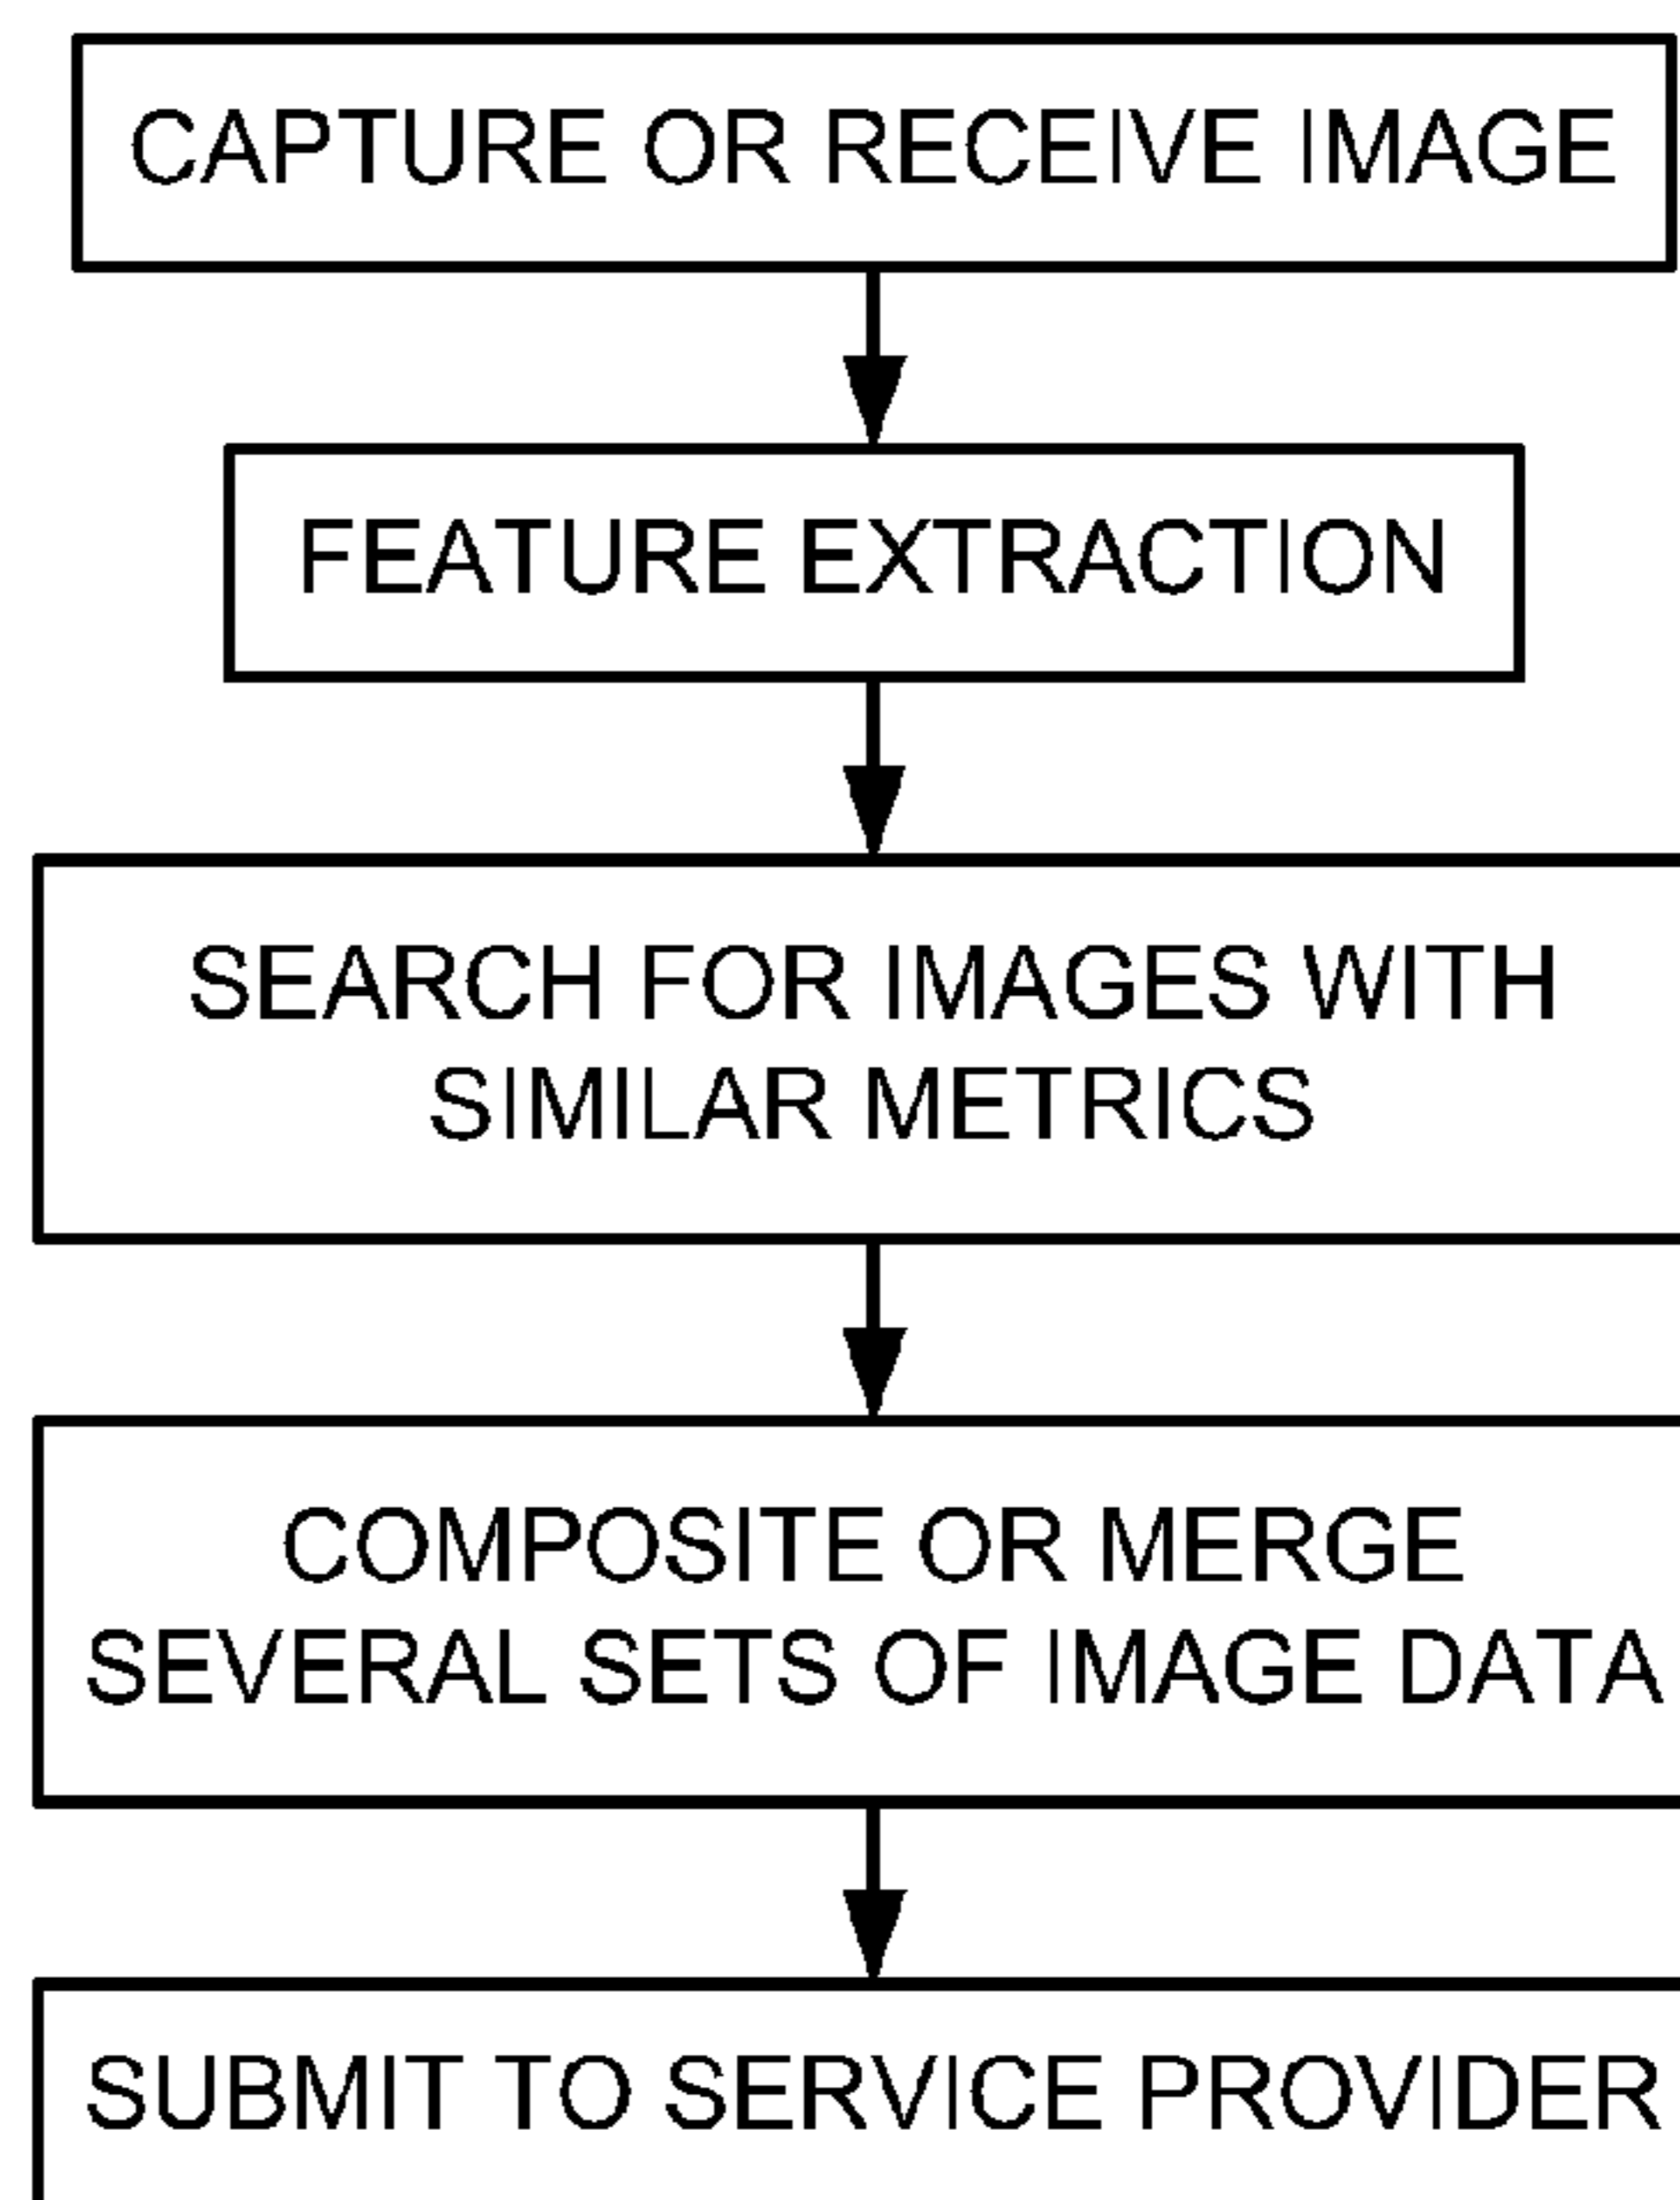 CAPTURE OR RECEIVE IMAGE
FEATURE EXTRACTION
SEARCH FOR IMAGES WITH
SIMILAR METRICS
COMPOSITE OR MERGE
SEVERAL SETS OF IMAGE DATA
SUBMIT TO SERVICE PROVIDER